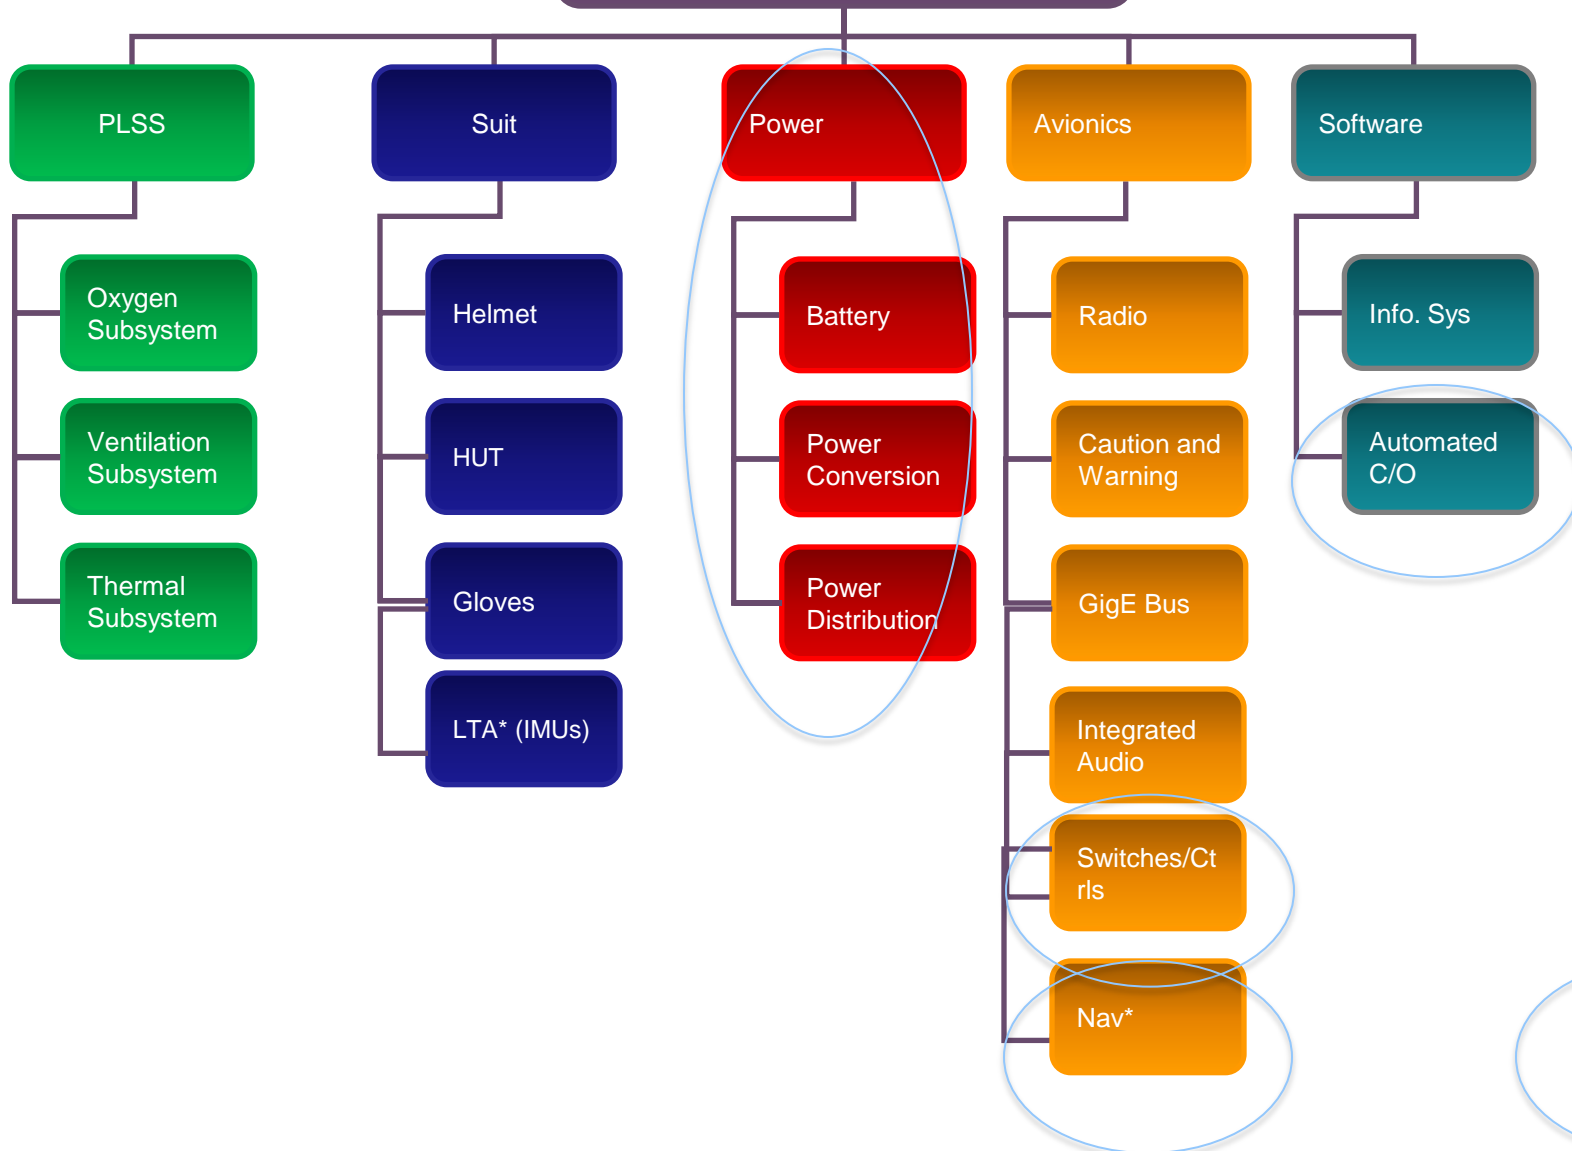 PLSS
Suit
Power
Avionics
Software
Oxygen
Subsystem
Ventilation
Subsystem
Thermal
Subsystem
Helmet
HUT
Gloves
LTA* (IMUs)
Battery
Power
Conversion
Power
Distribution
Radio
Caution and
Warning
GigE Bus
Integrated
Audio
Switches/Ct
rls
Nav*
Info. Sys
Automated
C/O